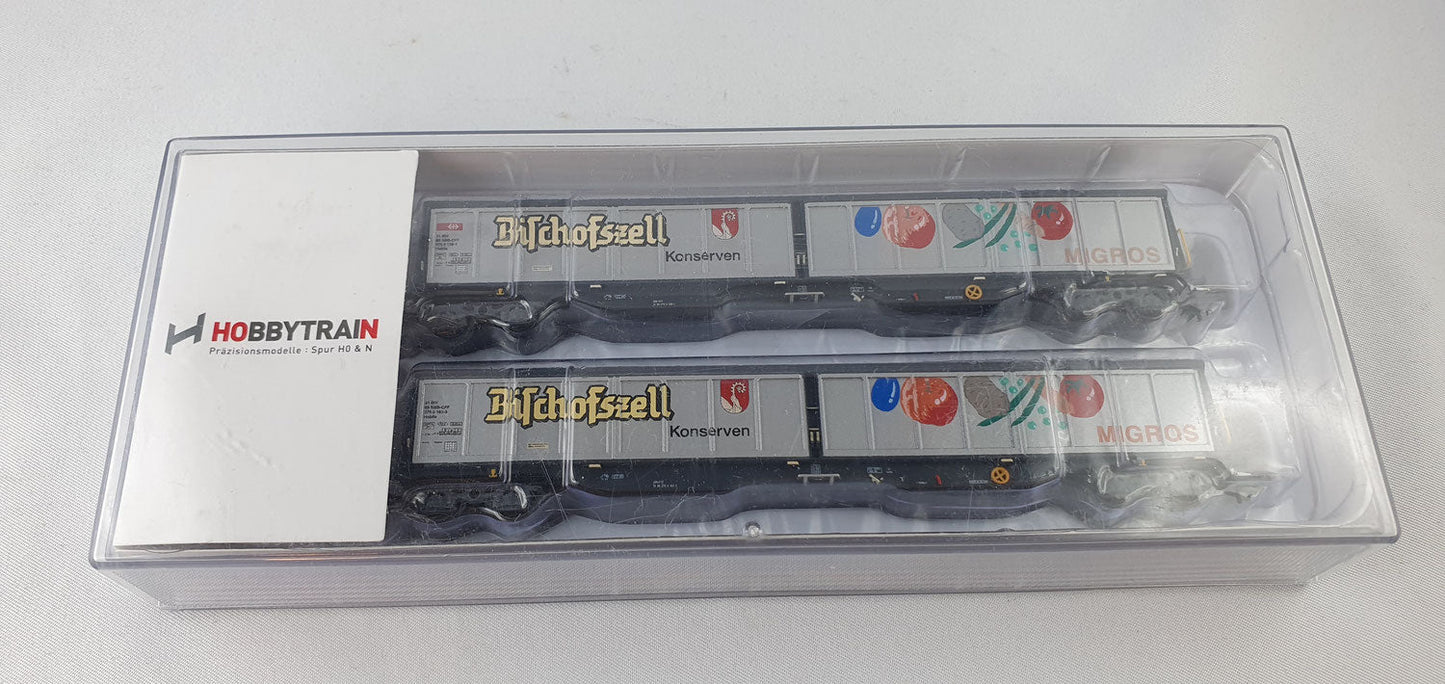 HOBBYTRAIN
Präzisionsmodelle : Spur H0 & N
Bischofszell
Konserven
MIGROS
Bischofszell
Konserven
MIGROS